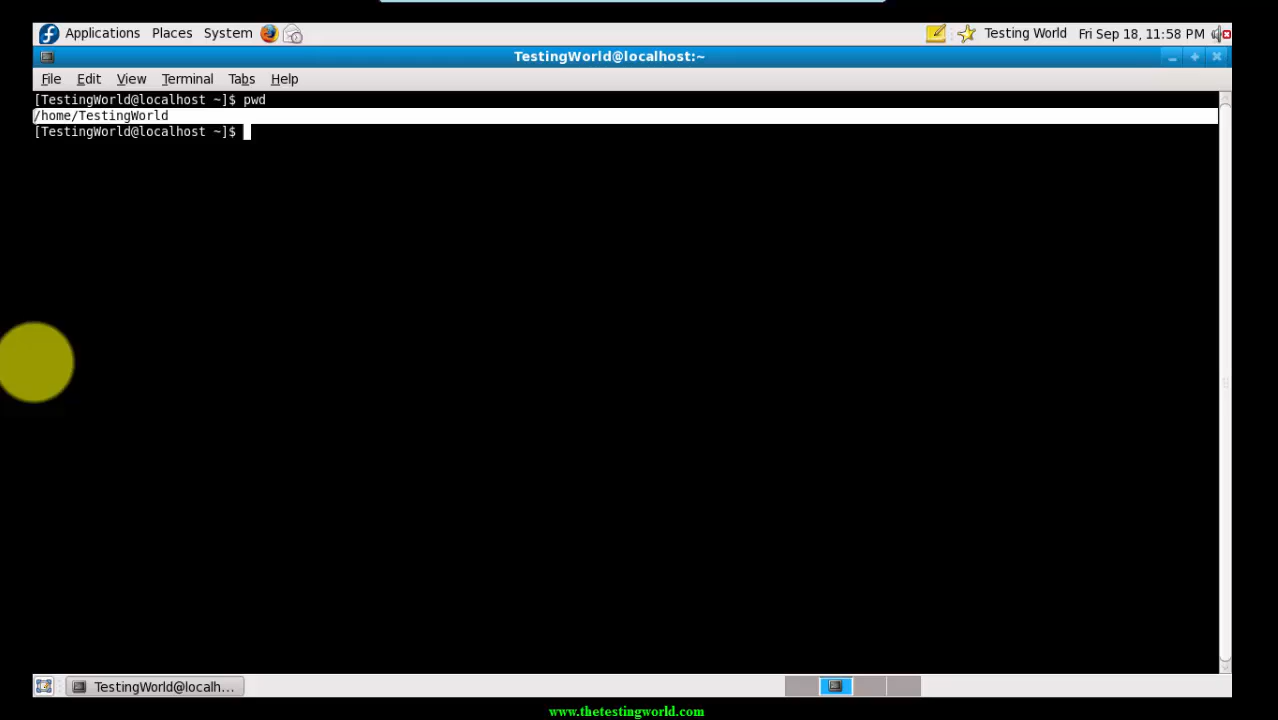 Applications Places System Testing World Fri Sep 18, 11:58 PM
TestingWorld@localhost:~
File Edit View Terminal Tabs Help
[TestingWorld@localhost ~]$ pwd
/home/TestingWorld
[TestingWorld@localhost ~]$
TestingWorld@localh...
www.thetestingworld.com